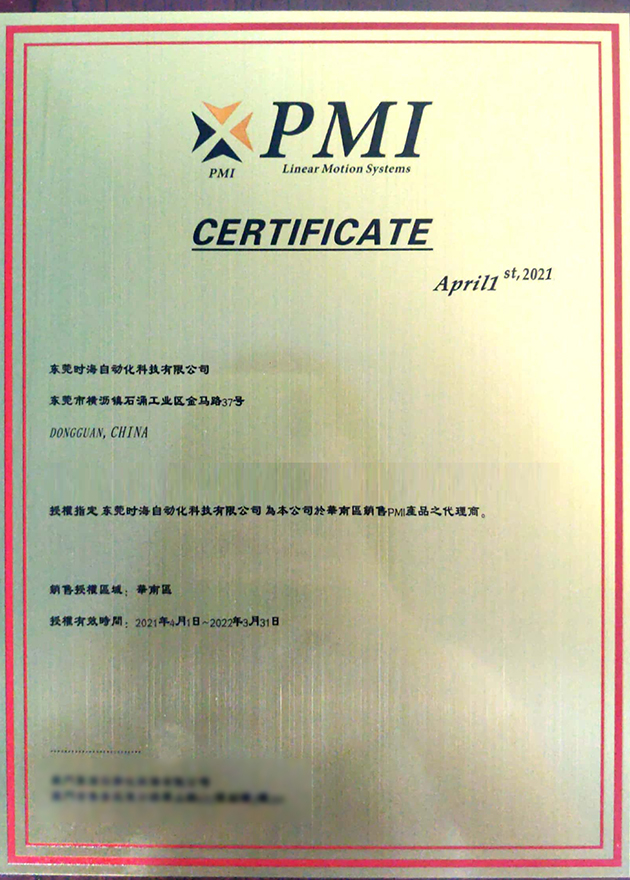 PMI
PMI
Linear Motion Systems
CERTIFICATE
April1 st,2021
东莞时海自动化科技有限公司
东莞市横沥镇石涌工业区金马路37号
DONGGUAN, CHINA
授權指定 东莞时海自动化科技有限公司 為本公司於華南區銷售PMI產品之代理商。
銷售授權區域：華南區
授權有效時間：2021年4月1日~2022年3月31日